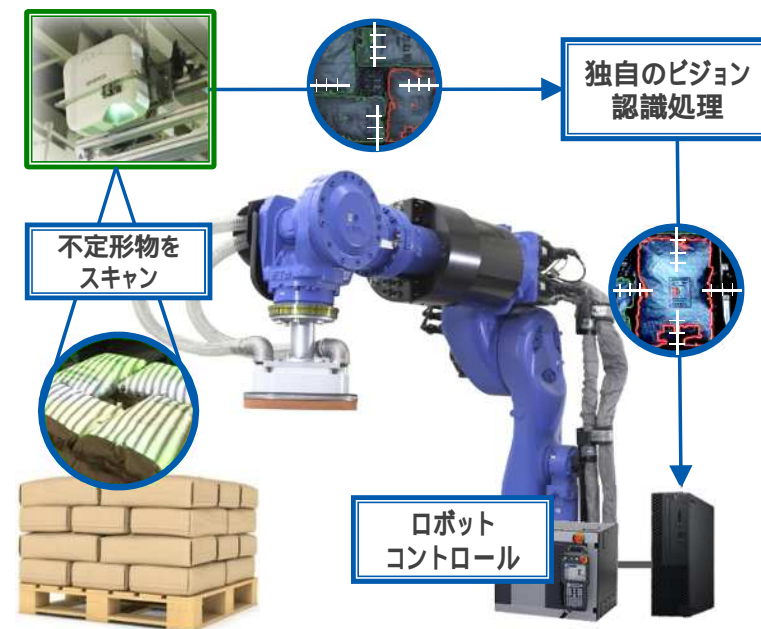 独自のビジョン
認識処理
不定形物を
スキャン
ロボット
コントロール